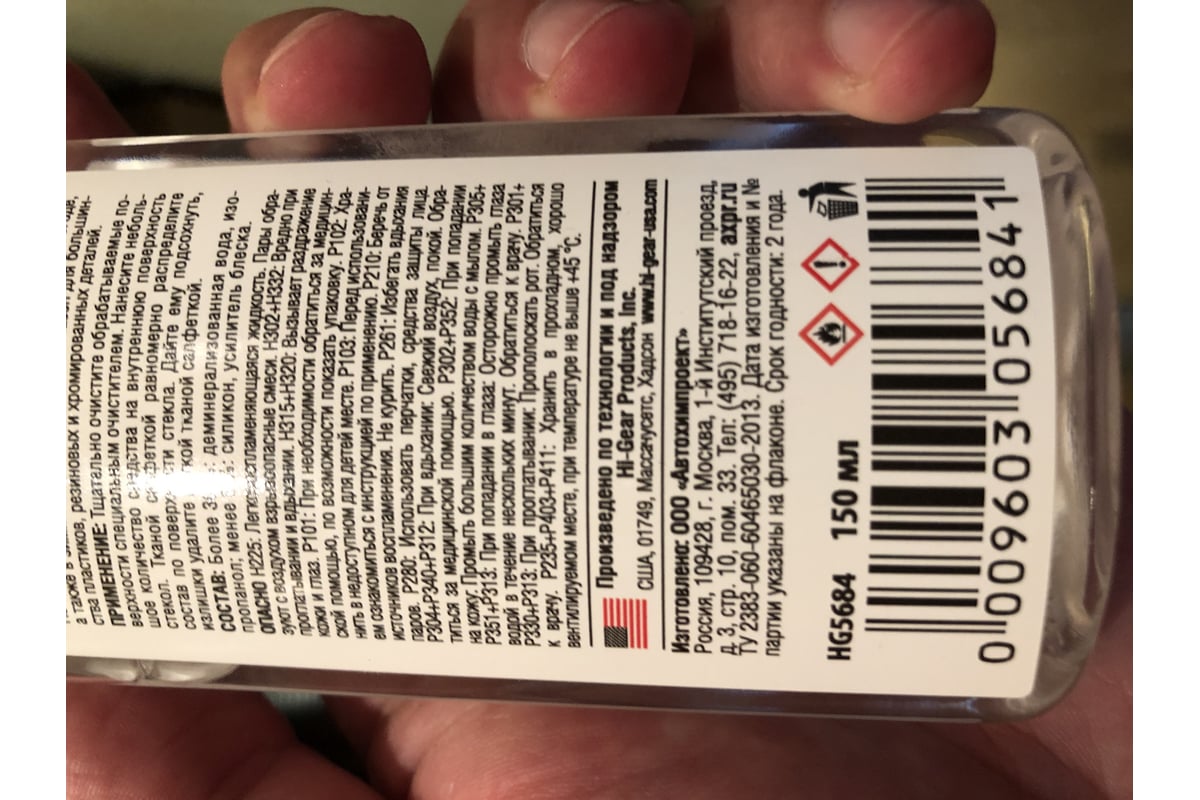 а также в
резиновых и хромированных
для большин-
ства пластиков, резиновых и хромированных деталей.
ПРИМЕНЕНИЕ: Тщательно очистите обрабатываемые по-
верхности специальным очистителем. Нанесите неболь-
шое количество средства на внутреннюю поверхность
стекол. Тканой салфеткой равномерно распределите
состав по поверхности стекла. Дайте ему подсохнуть,
излишки удалите мягкой тканой салфеткой.
СОСТАВ: Более 30%: деминерализованная вода, изо-
пропанол; менее 5%: силикон, усилитель блеска.
ОПАСНО H225: Легковоспламеняющаяся жидкость. Пары обра-
зуют с воздухом взрывоопасные смеси. H302+H332: Вредно при
проглатывании и вдыхании. H315+H320: Вызывает раздражение
кожи и глаз. P101: При необходимости обратиться за медицин-
ской помощью, по возможности показать упаковку. P102: Хра-
нить в недоступном для детей месте. P103: Перед использовани-
ем ознакомиться с инструкцией по применению. P210: Беречь от
источников воспламенения. Не курить. P261: Избегать вдыхания
паров. P280: Использовать перчатки, средства защиты лица.
P304+P340+P312: При вдыхании: Свежий воздух, покой. Обра-
титься за медицинской помощью. P302+P352: При попадании
на кожу: Промыть большим количеством воды с мылом. P305+
P351+P313: При попадании в глаза: Осторожно промыть глаза
водой в течение нескольких минут. Обратиться к врачу. P301+
P330+P313: При проглатывании: Прополоскать рот. Обратиться
к врачу. P235+P403+P411: Хранить в прохладном, хорошо
вентилируемом месте, при температуре не выше +45 °C.
Произведено по технологии и под надзором
Hi-Gear Products, Inc.
США, 01749, Массачусетс, Хадсон www.hi-gear-usa.com
Изготовлено: ООО «Автохимпроект»
Россия, 109428, г. Москва, 1-й Институтский проезд,
д. 3, стр. 10, пом. 33. Тел: (495) 718-16-22, axpr.ru
ТУ 2383-060-60465030-2013. Дата изготовления и №
партии указаны на флаконе. Срок годности: 2 года.
HG5684 150 мл
0 09603 05684 1